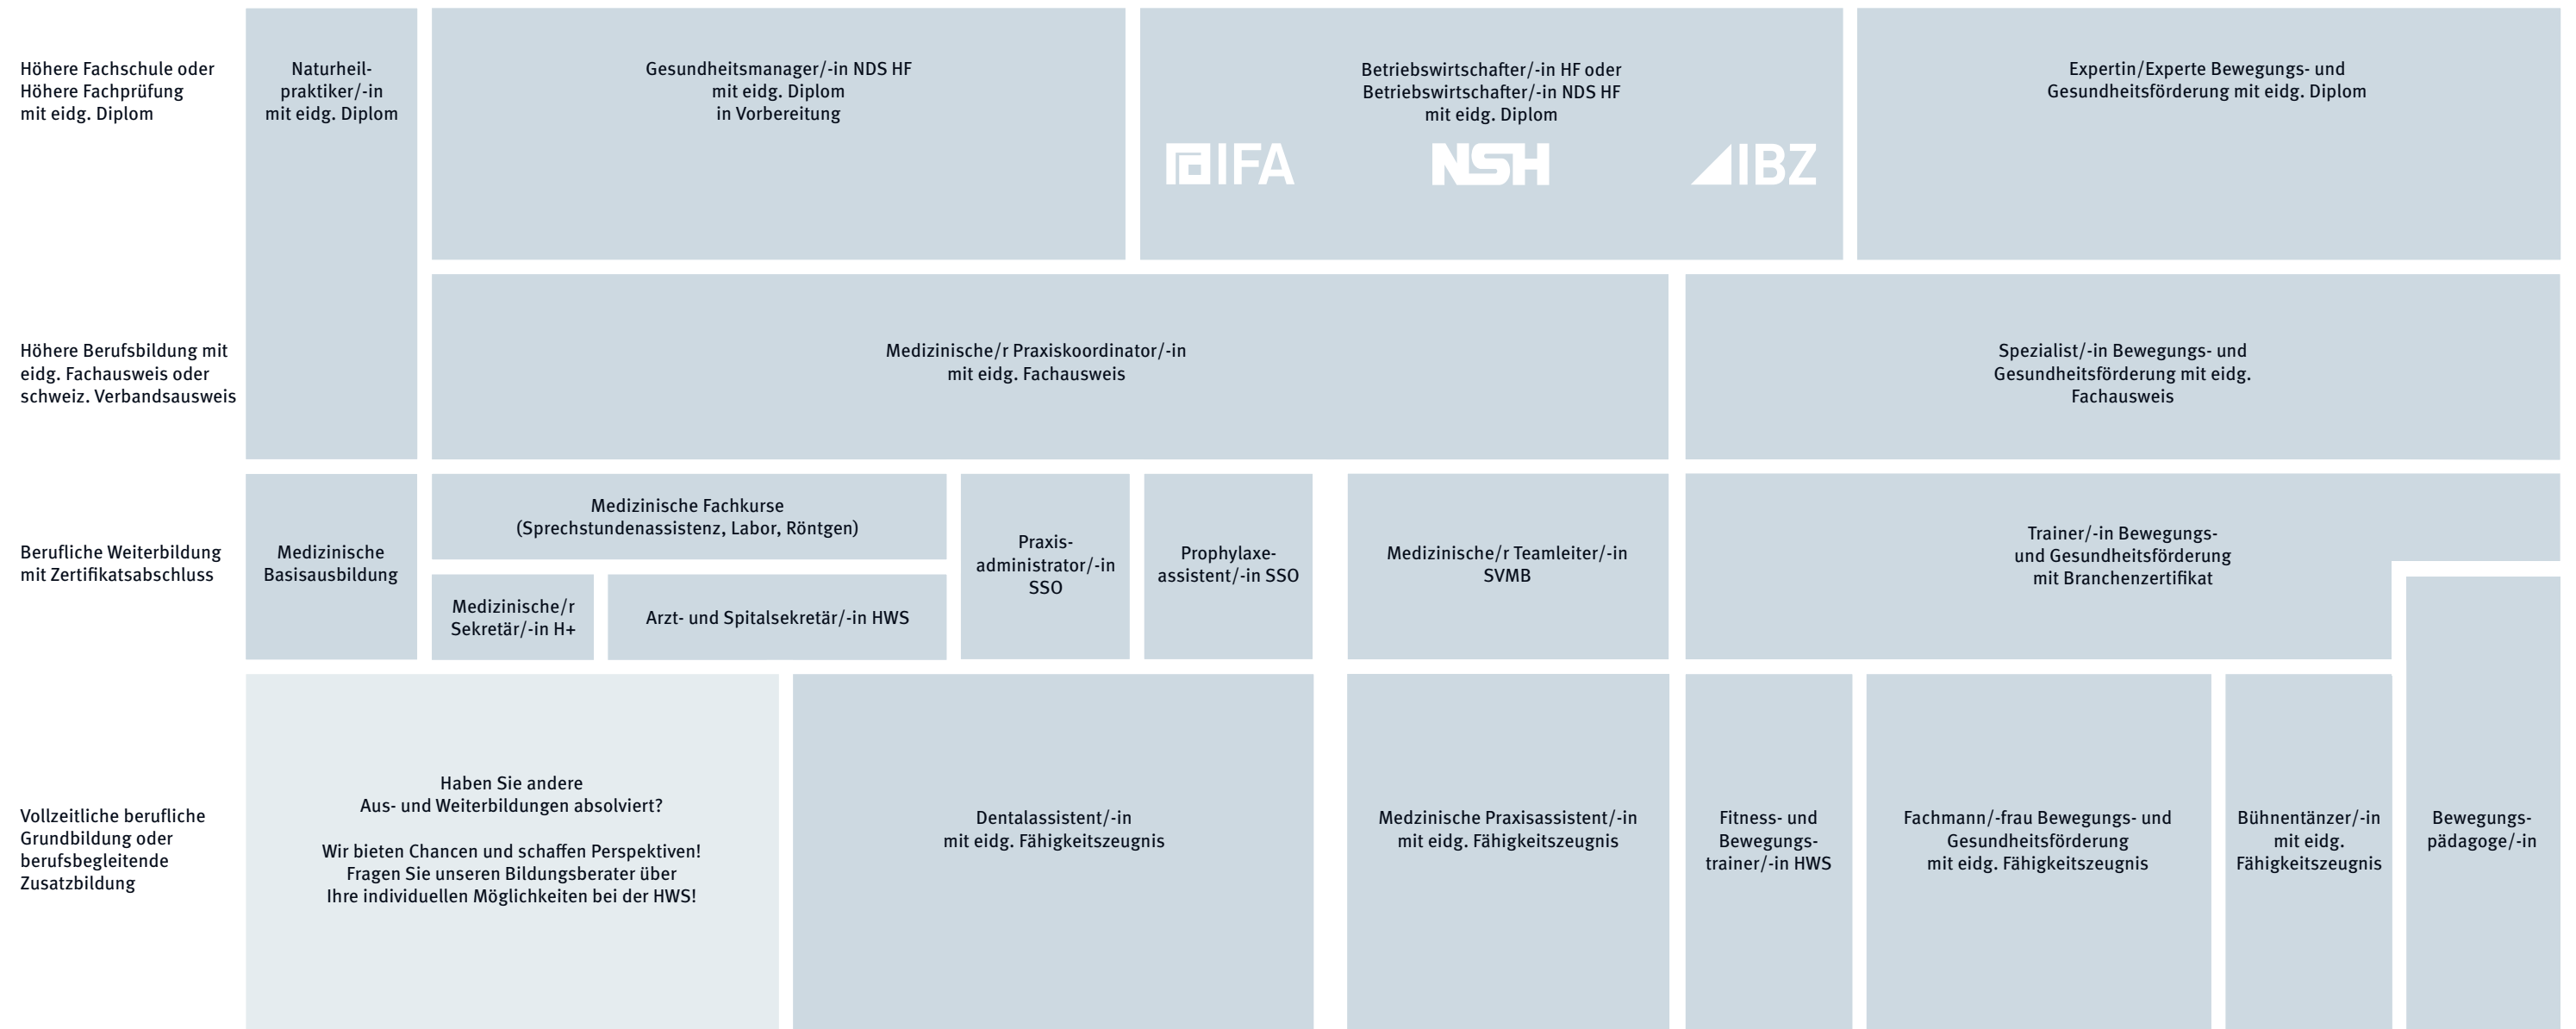 Höhere Fachschule oder
Höhere Fachprüfung
mit eidg. Diplom
Naturheil-
praktiker/-in
mit eidg. Diplom
Gesundheitsmanager/-in NDS HF
mit eidg. Diplom
in Vorbereitung
Betriebswirtschafter/-in HF oder
Betriebswirtschafter/-in NDS HF
mit eidg. Diplom
IFA
NSH
IBZ
Expertin/Experte Bewegungs- und
Gesundheitsförderung mit eidg. Diplom
Höhere Berufsbildung mit
eidg. Fachausweis oder
schweiz. Verbandsausweis
Medizinische/r Praxiskoordinator/-in
mit eidg. Fachausweis
Spezialist/-in Bewegungs- und
Gesundheitsförderung mit eidg.
Fachausweis
Berufliche Weiterbildung
mit Zertifikatsabschluss
Medizinische
Basisausbildung
Medizinische Fachkurse
(Sprechstundenassistenz, Labor, Röntgen)
Medizinische/r
Sekretär/-in H+
Arzt- und Spitalsekretär/-in HWS
Praxis-
administrator/-in
SSO
Prophylaxe-
assistent/-in SSO
Medizinische/r Teamleiter/-in
SVMB
Trainer/-in Bewegungs-
und Gesundheitsförderung
mit Branchenzertifikat
Vollzeitliche berufliche
Grundbildung oder
berufsbegleitende
Zusatzbildung
Haben Sie andere
Aus- und Weiterbildungen absolviert?
Wir bieten Chancen und schaffen Perspektiven!
Fragen Sie unseren Bildungsberater über
Ihre individuellen Möglichkeiten bei der HWS!
Dentalassistent/-in
mit eidg. Fähigkeitszeugnis
Medzinische Praxisassistent/-in
mit eidg. Fähigkeitszeugnis
Fitness- und
Bewegungs-
trainer/-in HWS
Fachmann/-frau Bewegungs- und
Gesundheitsförderung
mit eidg. Fähigkeitszeugnis
Bühnentänzer/-in
mit eidg.
Fähigkeitszeugnis
Bewegungs-
pädagoge/-in